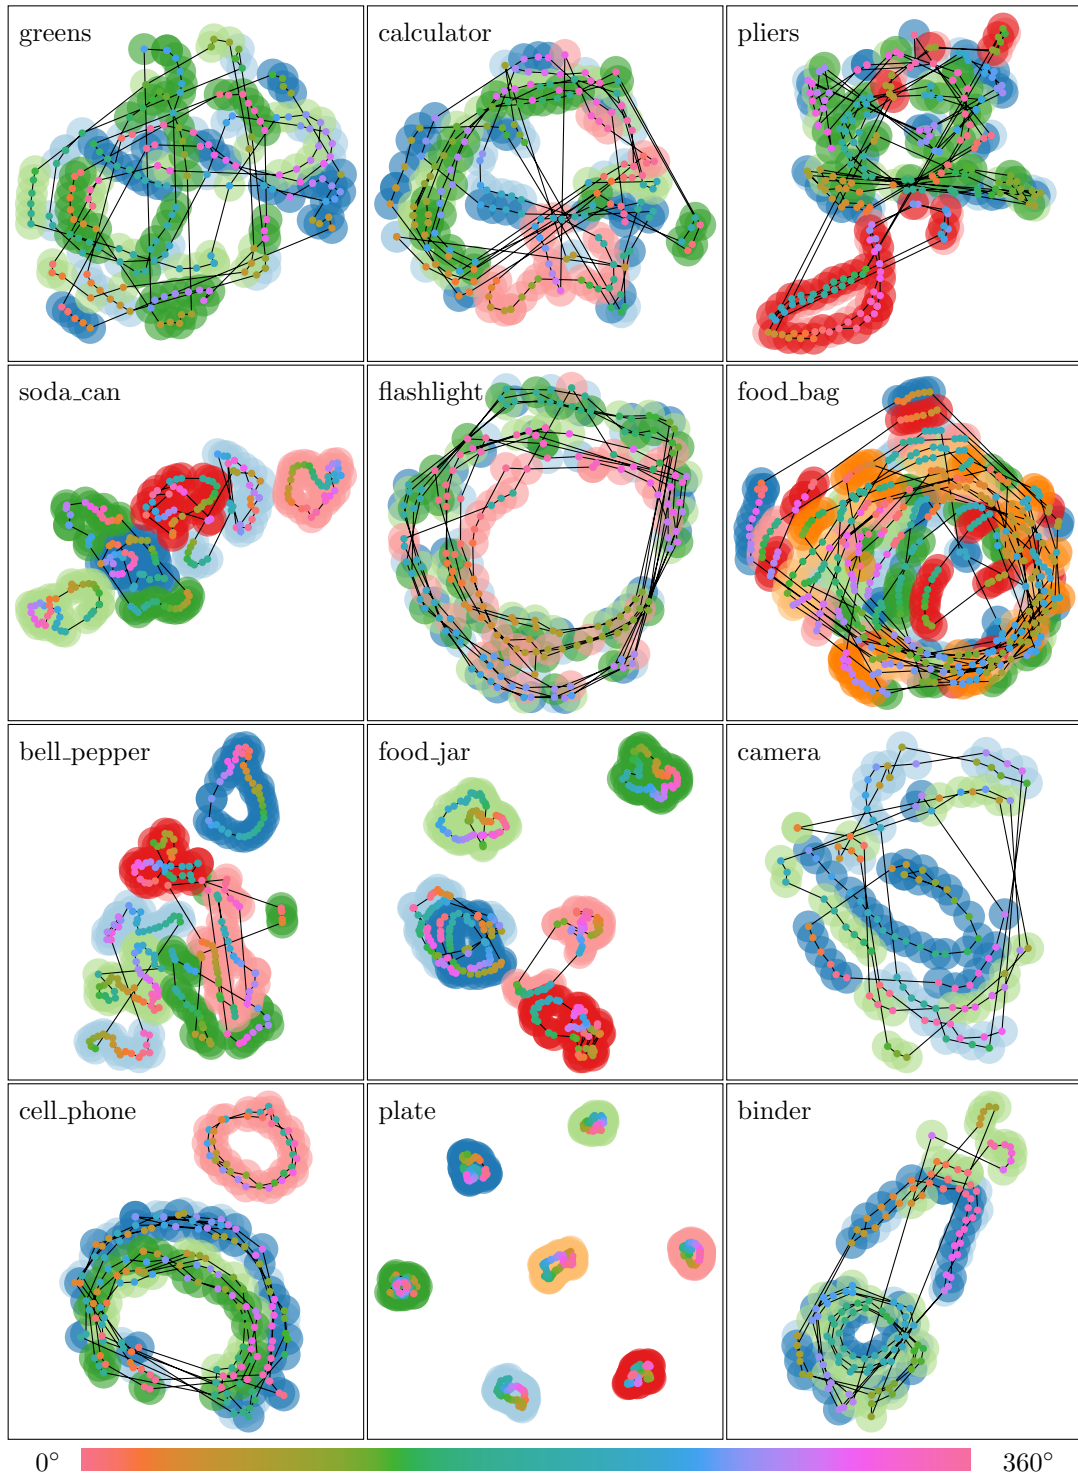 greens
calculator
pliers
soda_can
flashlight
food_bag
bell_pepper
food_jar
camera
cell_phone
plate
binder
0° 360°